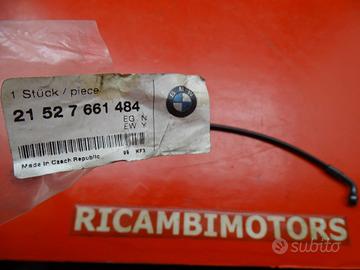 1 Stück / piece
BMW
21 52 7 661 484
EG N
EW Y
Made in Czech Republic
RICAMBIMOTORS
subito